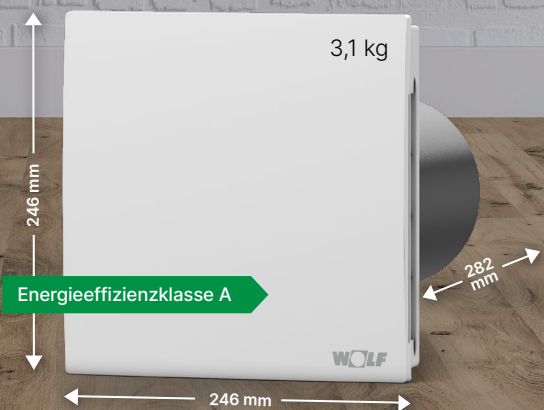 3,1 kg
246 mm
282
mm
Energieeffizienzklasse A
WOLF
246 mm